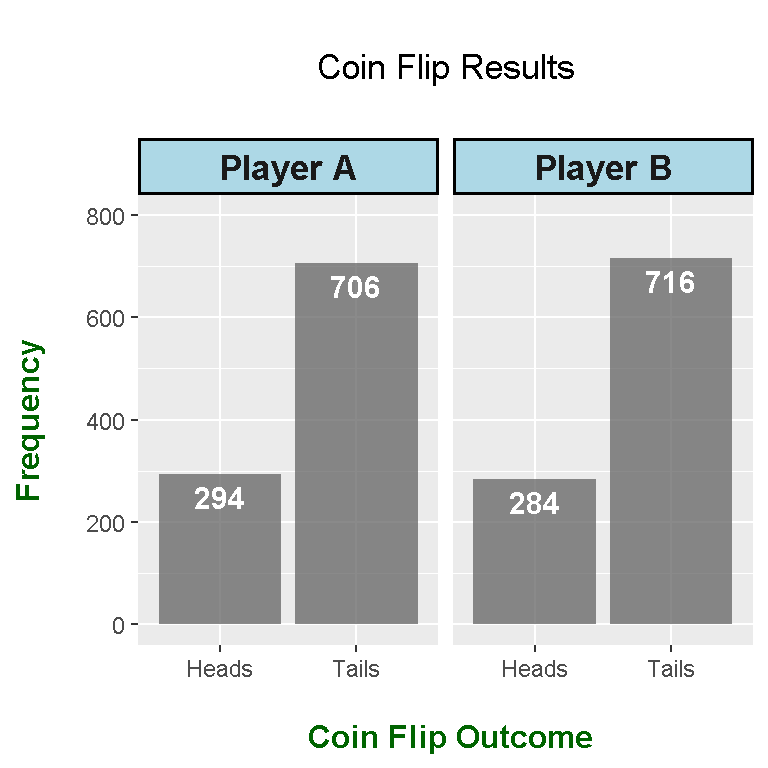 Coin Flip Results
Player A
Player B
800
600
400
200
0
706
294
716
284
Frequency
Heads
Tails
Heads
Tails
Coin Flip Outcome